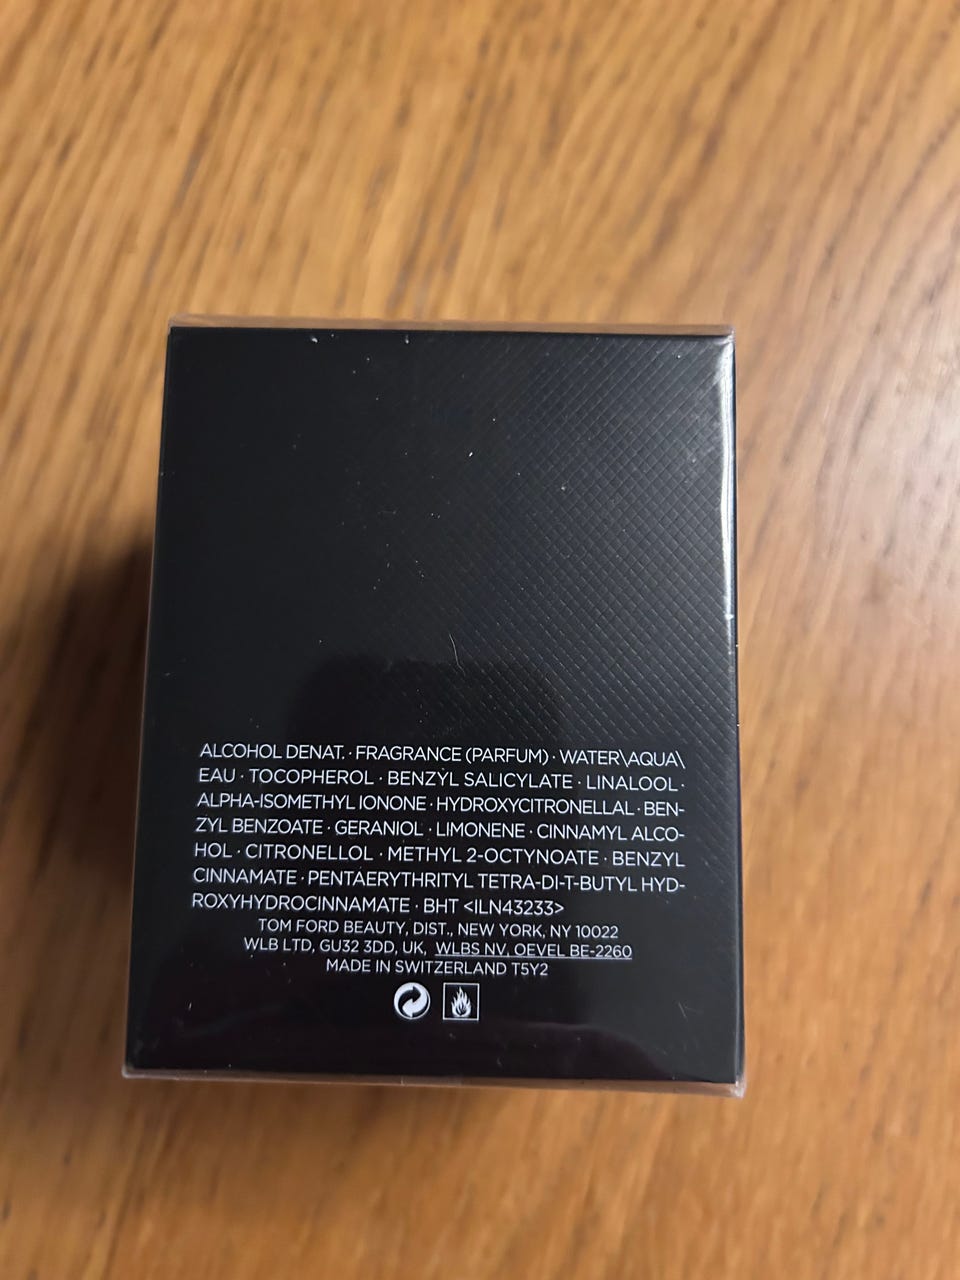 ALCOHOL DENAT. · FRAGRANCE (PARFUM) · WATER\AQUA\
EAU · TOCOPHEROL · BENZYL SALICYLATE · LINALOOL ·
ALPHA-ISOMETHYL IONONE · HYDROXYCITRONELLAL · BEN-
ZYL BENZOATE · GERANIOL · LIMONENE · CINNAMYL ALCO-
HOL · CITRONELLOL · METHYL 2-OCTYNOATE · BENZYL
CINNAMATE · PENTAERYTHRITYL TETRA-DI-T-BUTYL HYD-
ROXYHYDROCINNAMATE · BHT <ILN43233>
TOM FORD BEAUTY, DIST., NEW YORK, NY 10022
WLB LTD, GU32 3DD, UK, WLBS NV, OEVEL BE-2260
MADE IN SWITZERLAND T5Y2